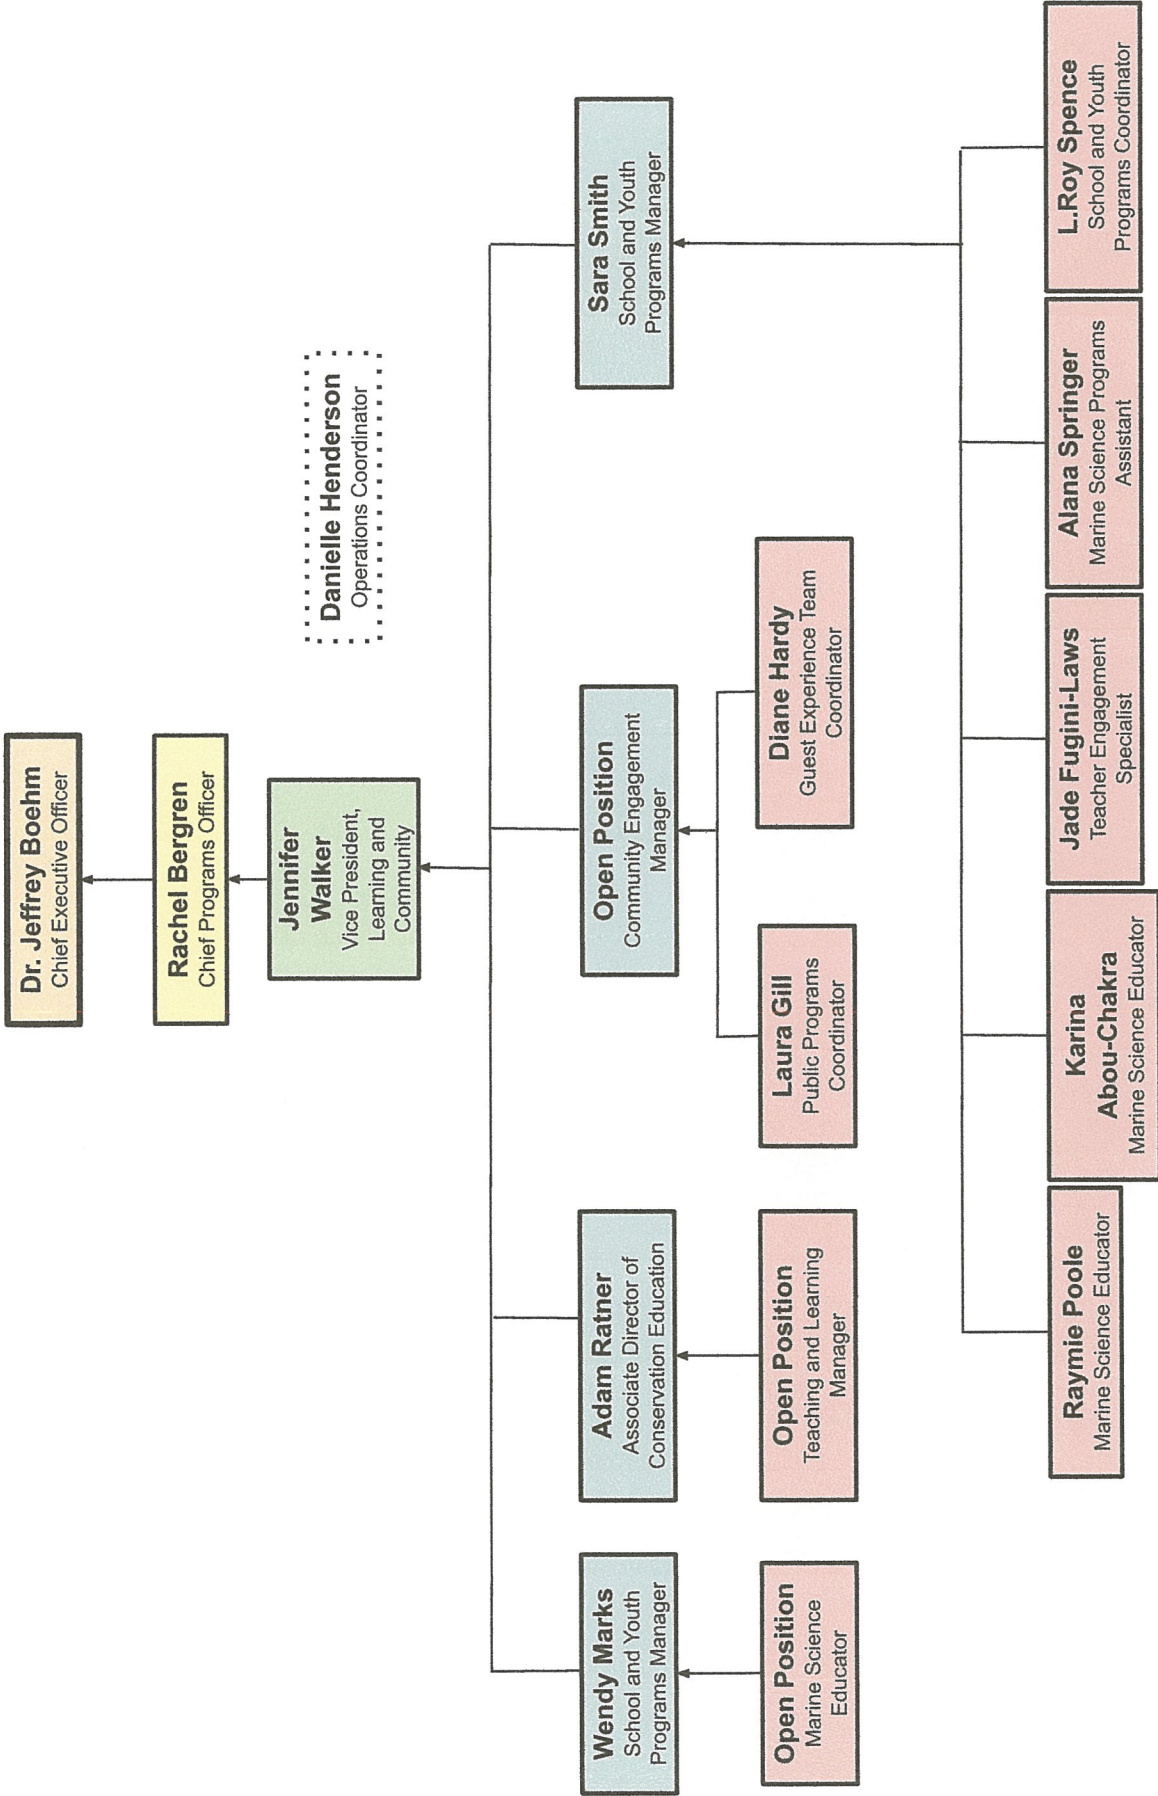 Dr. Jeffrey Boehm
Chief Executive Officer
Rachel Bergren
Chief Programs Officer
Jennifer
Walker
Vice President,
Learning and
Community
Danielle Henderson
Operations Coordinator
Wendy Marks
School and Youth
Programs Manager
Adam Ratner
Associate Director of
Conservation Education
Open Position
Community Engagement
Manager
Sara Smith
School and Youth
Programs Manager
Open Position
Marine Science
Educator
Open Position
Teaching and Learning
Manager
Laura Gill
Public Programs
Coordinator
Diane Hardy
Guest Experience Team
Coordinator
Raymie Poole
Marine Science Educator
Karina
Abou-Chakra
Marine Science Educator
Jade Fugini-Laws
Teacher Engagement
Specialist
Alana Springer
Marine Science Programs
Assistant
L.Roy Spence
School and Youth
Programs Coordinator